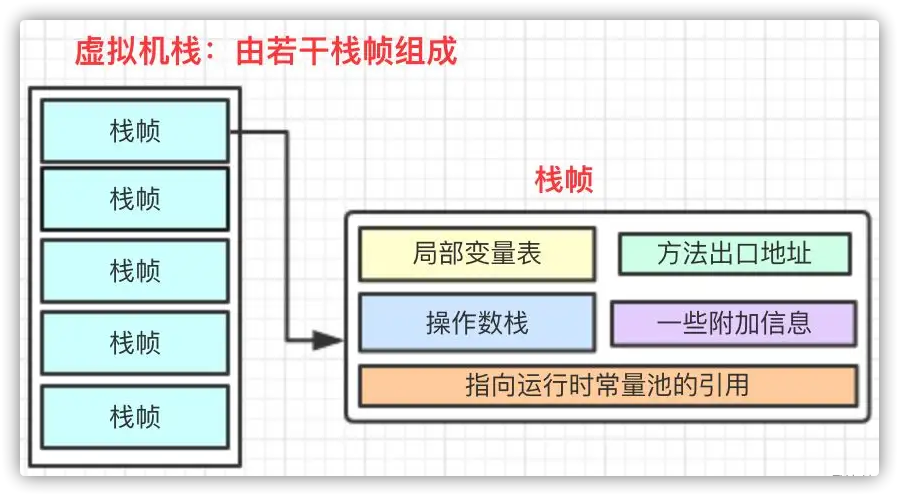 虚拟机栈：由若干栈帧组成
栈帧
栈帧
栈帧
栈帧
栈帧
栈帧
局部变量表
方法出口地址
操作数栈
一些附加信息
指向运行时常量池的引用